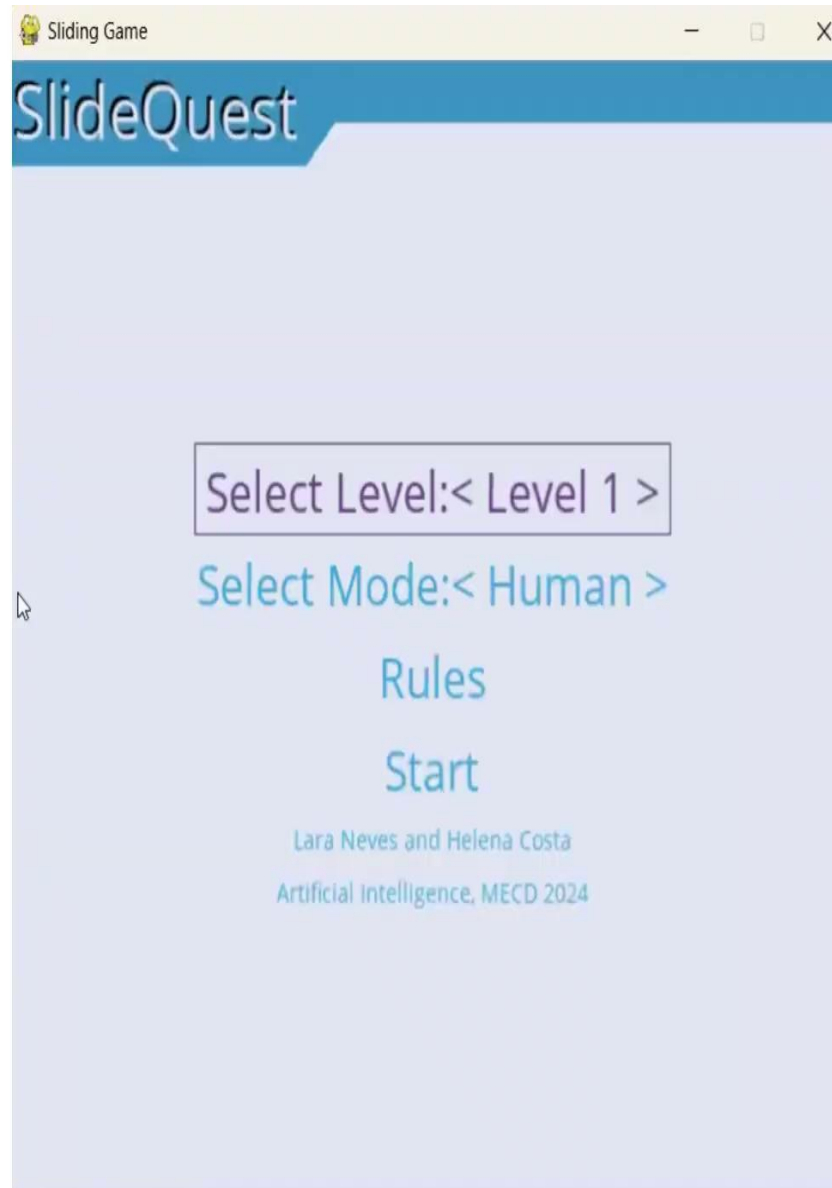 Sliding Game
SlideQuest
Select Level:< Level 1 >
Select Mode:< Human >
Rules
Start
Lara Neves and Helena Costa
Artificial Intelligence, MECD 2024